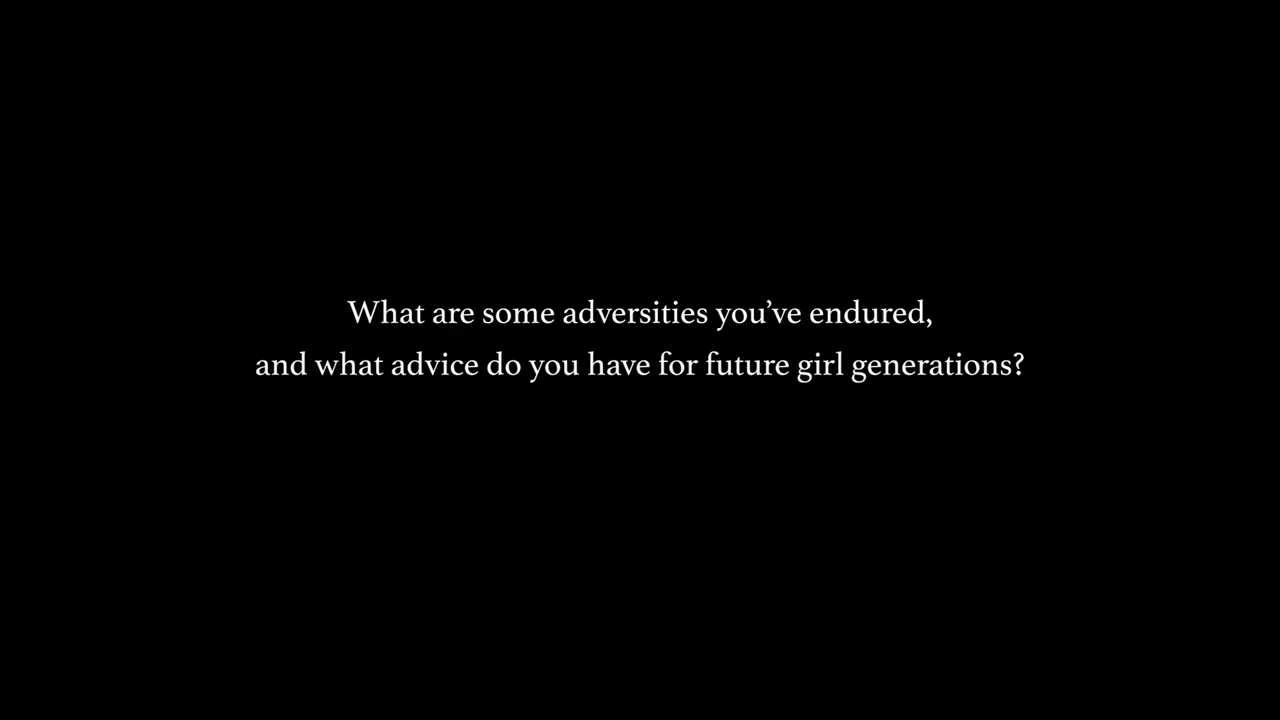 What are some adversities you’ve endured,
and what advice do you have for future girl generations?